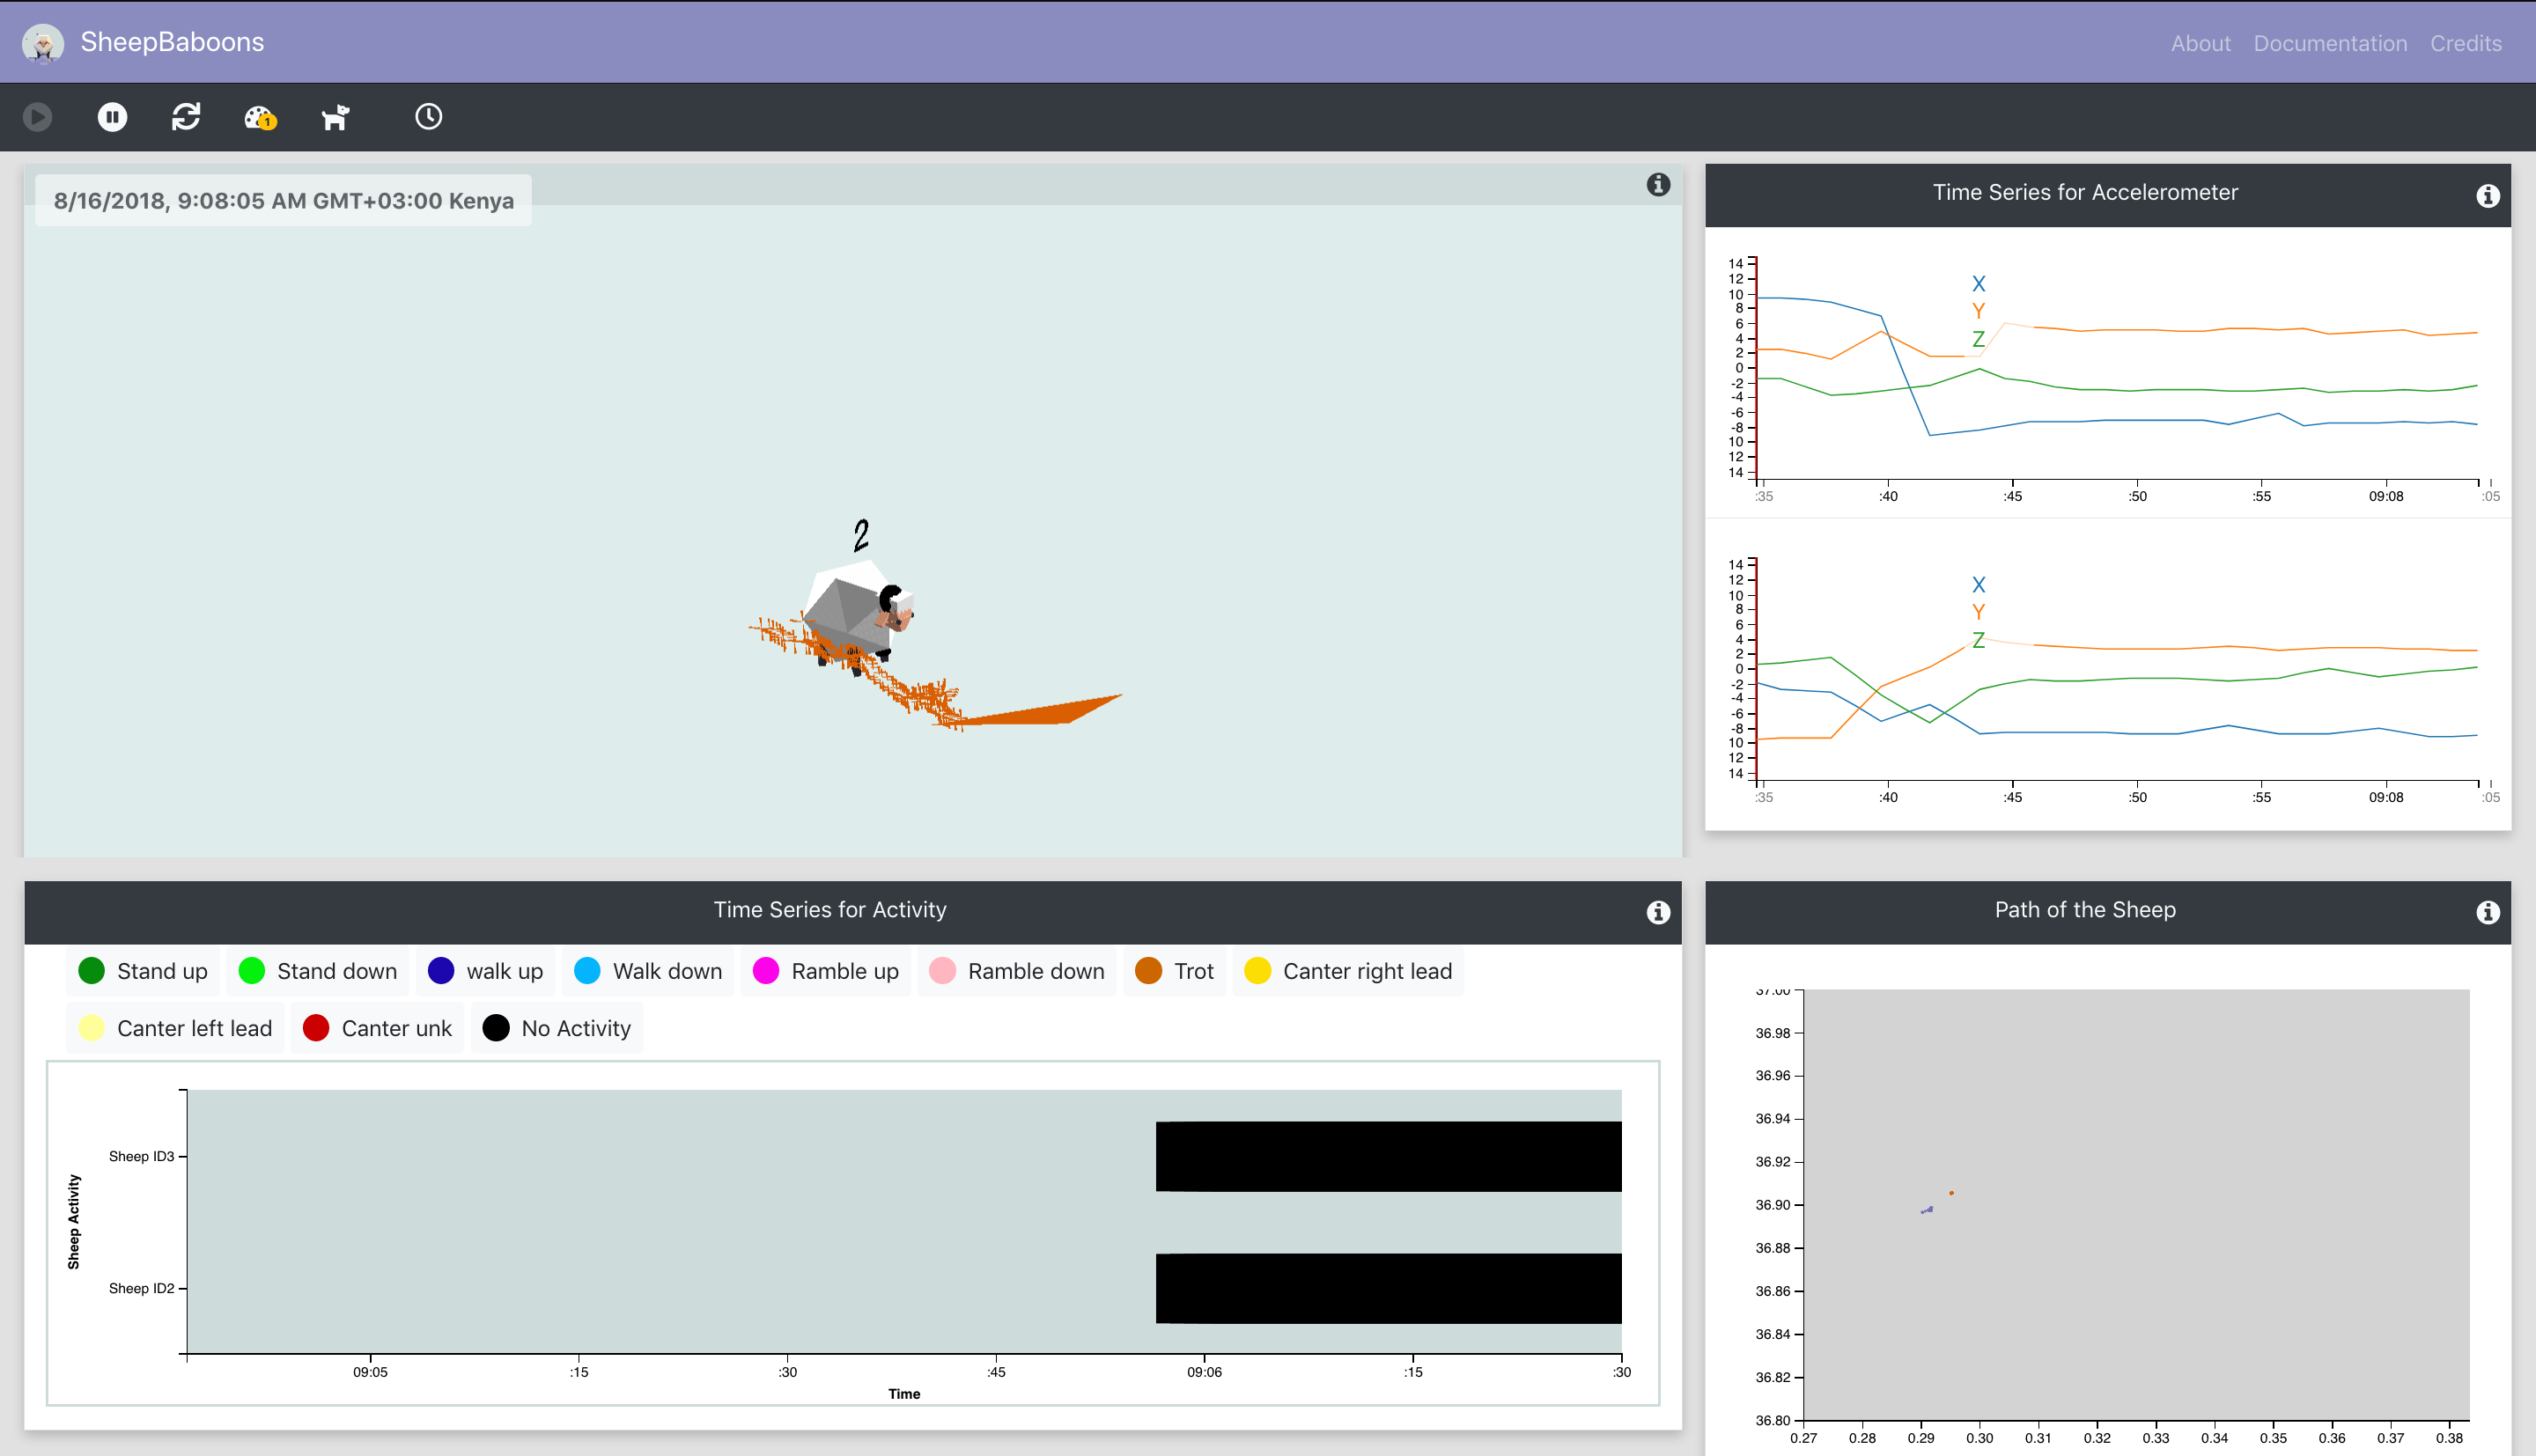 SheepBaboons
About Documentation Credits
1
8/16/2018, 9:08:05 AM GMT+03:00 Kenya
2
Time Series for Accelerometer
14
12
10
8
6
4
2
0
-2
-4
-6
-8
10
12
14
X
Y
Z
:35 :40 :45 :50 :55 09:08 :05
14
12
10
8
6
4
2
0
-2
-4
-6
-8
10
12
14
X
Y
Z
:35 :40 :45 :50 :55 09:08 :05
Time Series for Activity
Stand up Stand down walk up Walk down Ramble up Ramble down Trot Canter right lead
Canter left lead Canter unk No Activity
Sheep Activity
Sheep ID3
Sheep ID2
09:05 :15 :30 :45 09:06 :15 :30
Time
Path of the Sheep
37.00
36.98
36.96
36.94
36.92
36.90
36.88
36.86
36.84
36.82
36.80
0.27 0.28 0.29 0.30 0.31 0.32 0.33 0.34 0.35 0.36 0.37 0.38